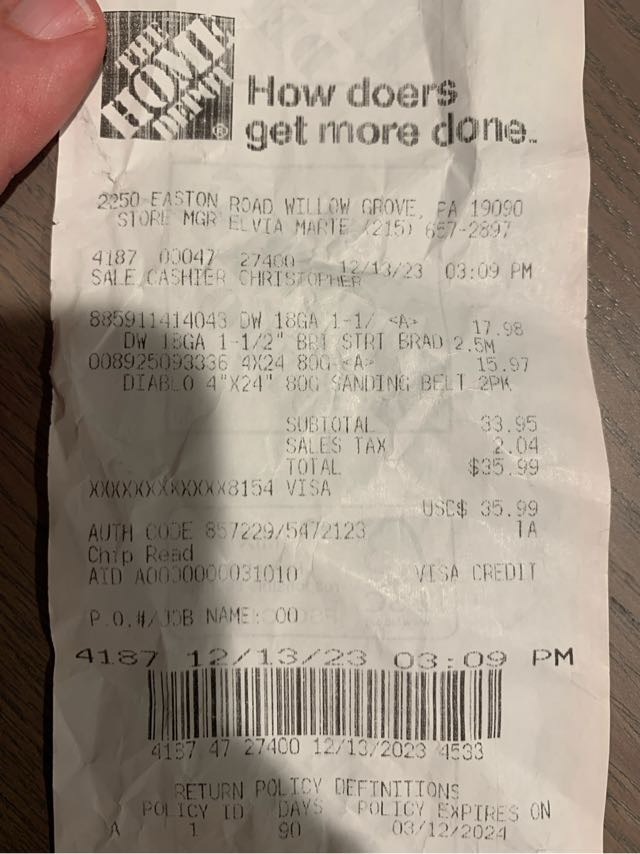 THE
HOME
DEPOT
How doers
get more done.™
2250 EASTON ROAD WILLOW GROVE, PA 19090
STORE MGR ELVIA MARTE (215) 657-2897
4187 00047 27400 12/13/23 03:09 PM
SALE CASHIER CHRISTOPHER
885911414043 DW 18GA 1-1/ <A> 17.98
DW 18GA 1-1/2" BRT STRT BRAD 2.5M
008925093336 4X24 80G <A> 15.97
DIABLO 4"X24" 80G SANDING BELT 2PK
SUBTOTAL 33.95
SALES TAX 2.04
TOTAL $35.99
XXXXXXXXXXXX8154 VISA
USD$ 35.99
AUTH CODE 857229/5472123 TA
Chip Read
AID A0000000031010 VISA CREDIT
P.O.#/JOB NAME: 00
4187 12/13/23 03:09 PM
4187 47 27400 12/13/2023 4533
RETURN POLICY DEFINITIONS
POLICY ID DAYS POLICY EXPIRES ON
A 1 90 03/12/2024